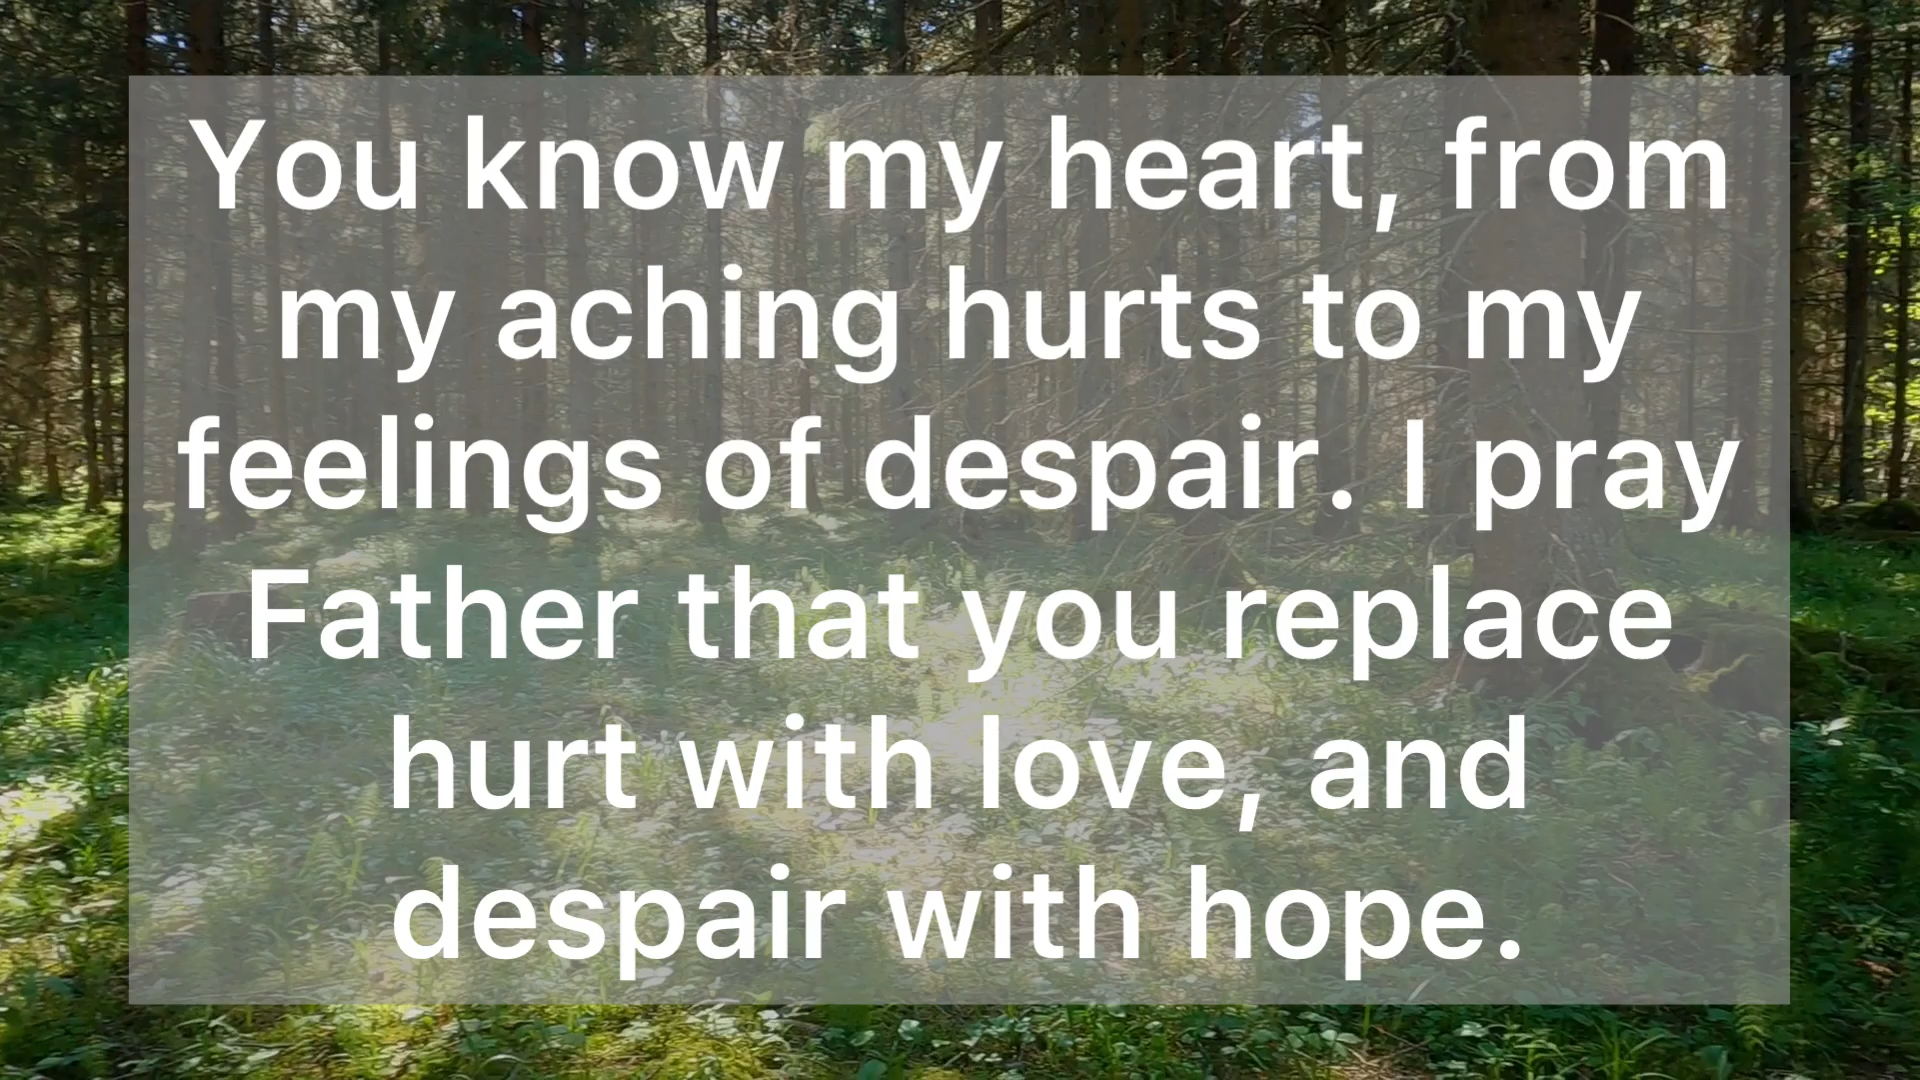 You know my heart, from
my aching hurts to my
feelings of despair. I pray
Father that you replace
hurt with love, and
despair with hope.